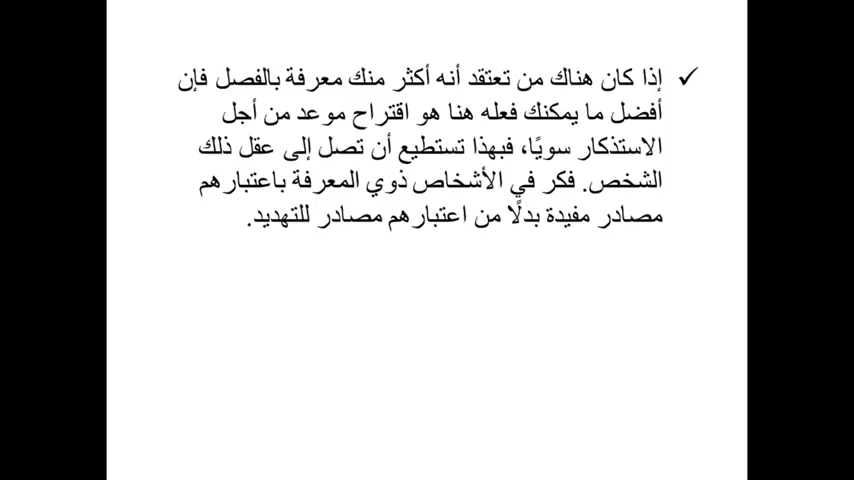 ✓ إذا كان هناك من تعتقد أنه أكثر منك معرفة بالفصل فإن
أفضل ما يمكنك فعله هنا هو اقتراح موعد من أجل
الاستذكار سويًا، فبهذا تستطيع أن تصل إلى عقل ذلك
الشخص. فكر في الأشخاص ذوي المعرفة باعتبارهم
مصادر مفيدة بدلًا من اعتبارهم مصادر للتهديد.